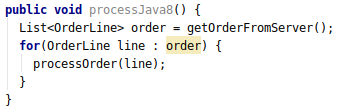 public void processJava8() {
  List<OrderLine> order = getOrderFromServer();
  for(OrderLine line : order) {
    processOrder(line);
  }
}